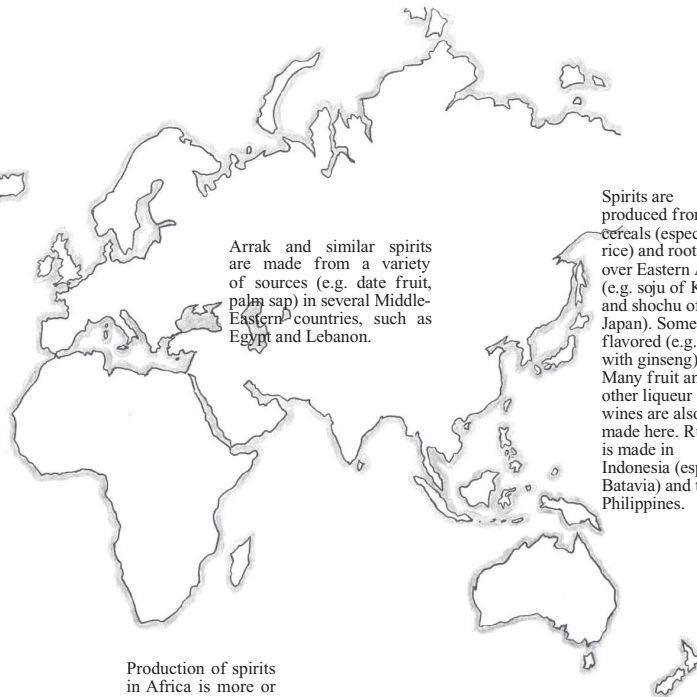 Arrak and similar spirits
are made from a variety
of sources (e.g. date fruit,
palm sap) in several Middle-
Eastern countries, such as
Egypt and Lebanon.
Spirits are
produced fro
cereals (espec
rice) and root
over Eastern
(e.g. soju of K
and shochu of
Japan). Some
flavored (e.g.
with ginseng)
Many fruit an
other liqueur
wines are also
made here. R
is made in
Indonesia (esp
Batavia) and
Philippines.
Production of spirits
in Africa is more or